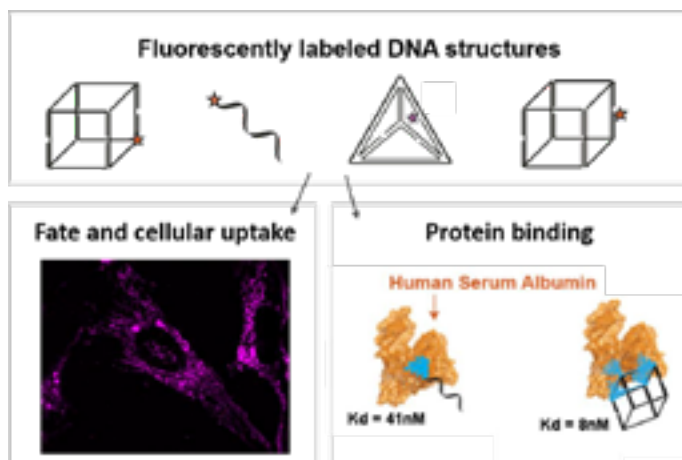 Fluorescently labeled DNA structures
Fate and cellular uptake
Protein binding
Human Serum Albumin
Kd = 41nM
Kd = 8nM